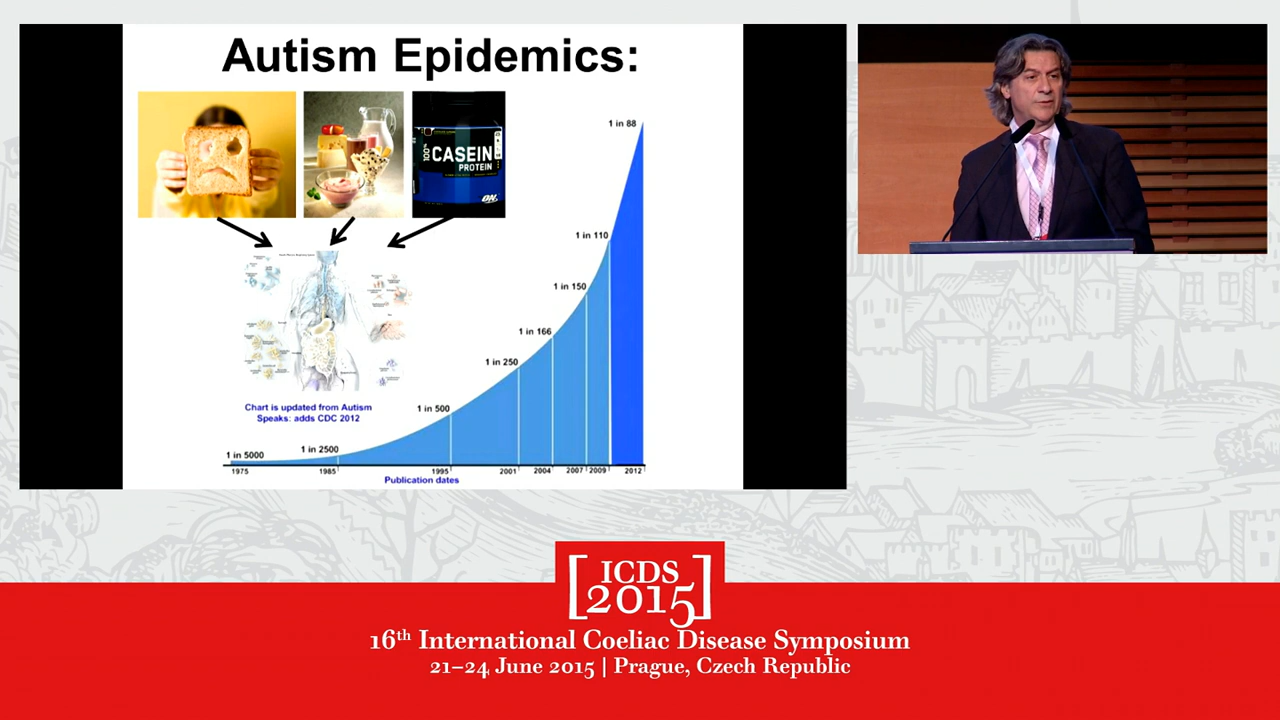 Autism Epidemics:
100%
CASEIN
PROTEIN
ON
1 in 88
1 in 110
1 in 150
1 in 166
1 in 250
1 in 500
1 in 2500
1 in 5000
Chart is updated from Autism
Speaks: adds CDC 2012
1975 1985 1995 2001 2004 2007 2009 2012
Publication dates
[ICDS
2015]
16th International Coeliac Disease Symposium
21–24 June 2015 | Prague, Czech Republic